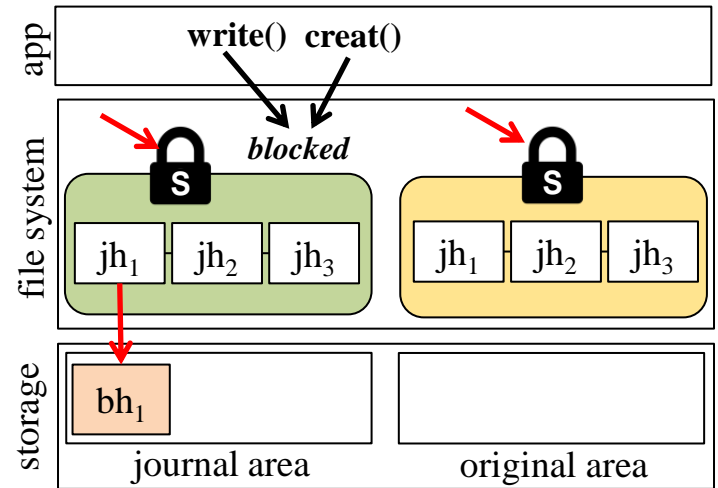 app
write() creat()
file system
blocked
S
S
jh₁ jh₂ jh₃
jh₁ jh₂ jh₃
storage
bh₁
journal area
original area